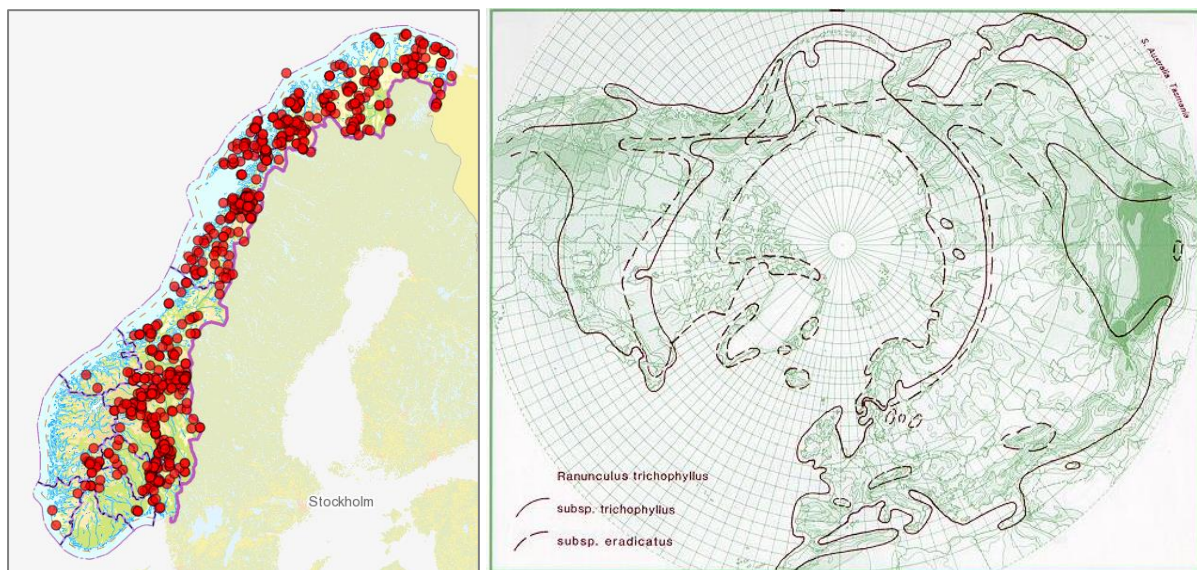 Stockholm
S. Australia Tasmania
Ranunculus trichophyllus
subsp. trichophyllus
subsp. eradicatus